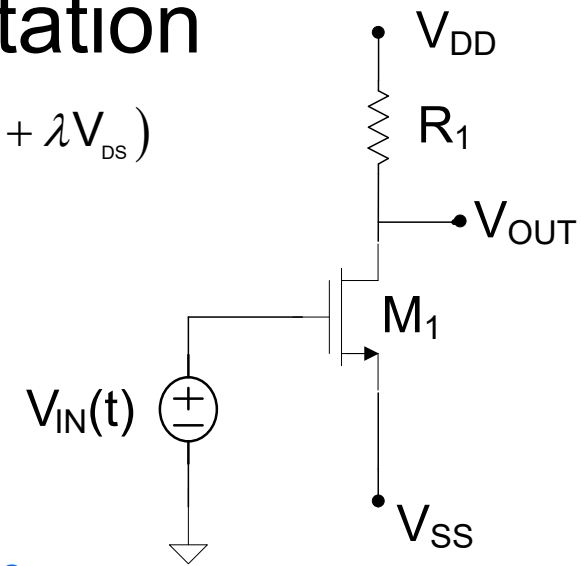 tation
+ λV_DS)
V_DD
R_1
V_OUT
M_1
V_IN(t)
+
−
V_SS